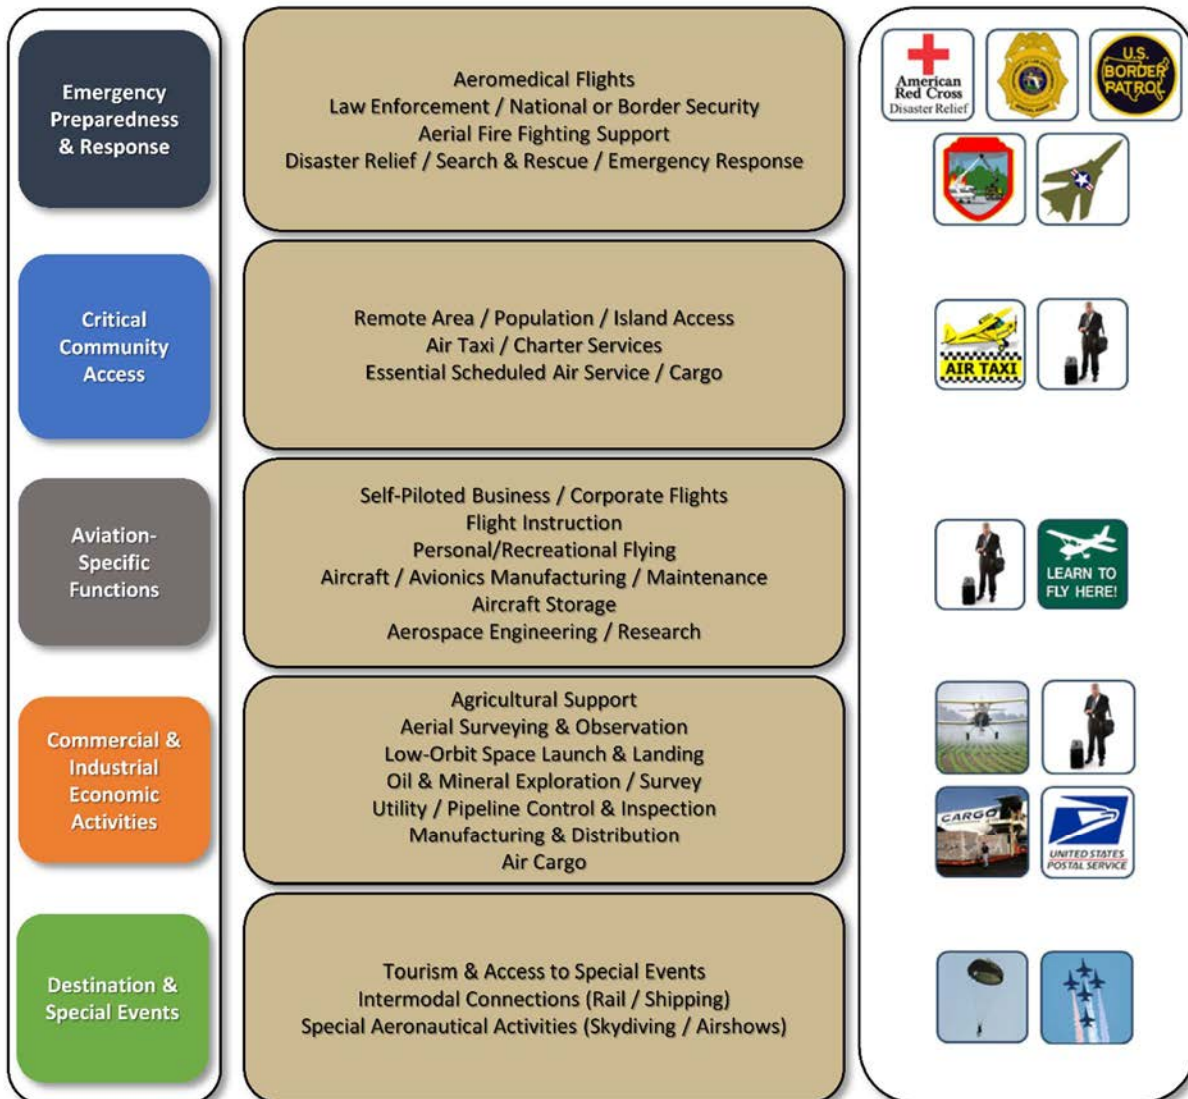 Emergency
Preparedness
& Response
Aeromedical Flights
Law Enforcement / National or Border Security
Aerial Fire Fighting Support
Disaster Relief / Search & Rescue / Emergency Response
American
Red Cross
Disaster Relief
U.S.
BORDER
PATROL
Critical
Community
Access
Remote Area / Population / Island Access
Air Taxi / Charter Services
Essential Scheduled Air Service / Cargo
AIR TAXI
Aviation-
Specific
Functions
Self-Piloted Business / Corporate Flights
Flight Instruction
Personal/Recreational Flying
Aircraft / Avionics Manufacturing / Maintenance
Aircraft Storage
Aerospace Engineering / Research
LEARN TO
FLY HERE!
Commercial &
Industrial
Economic
Activities
Agricultural Support
Aerial Surveying & Observation
Low-Orbit Space Launch & Landing
Oil & Mineral Exploration / Survey
Utility / Pipeline Control & Inspection
Manufacturing & Distribution
Air Cargo
CARGO
UNITED STATES
POSTAL SERVICE
Destination &
Special Events
Tourism & Access to Special Events
Intermodal Connections (Rail / Shipping)
Special Aeronautical Activities (Skydiving / Airshows)